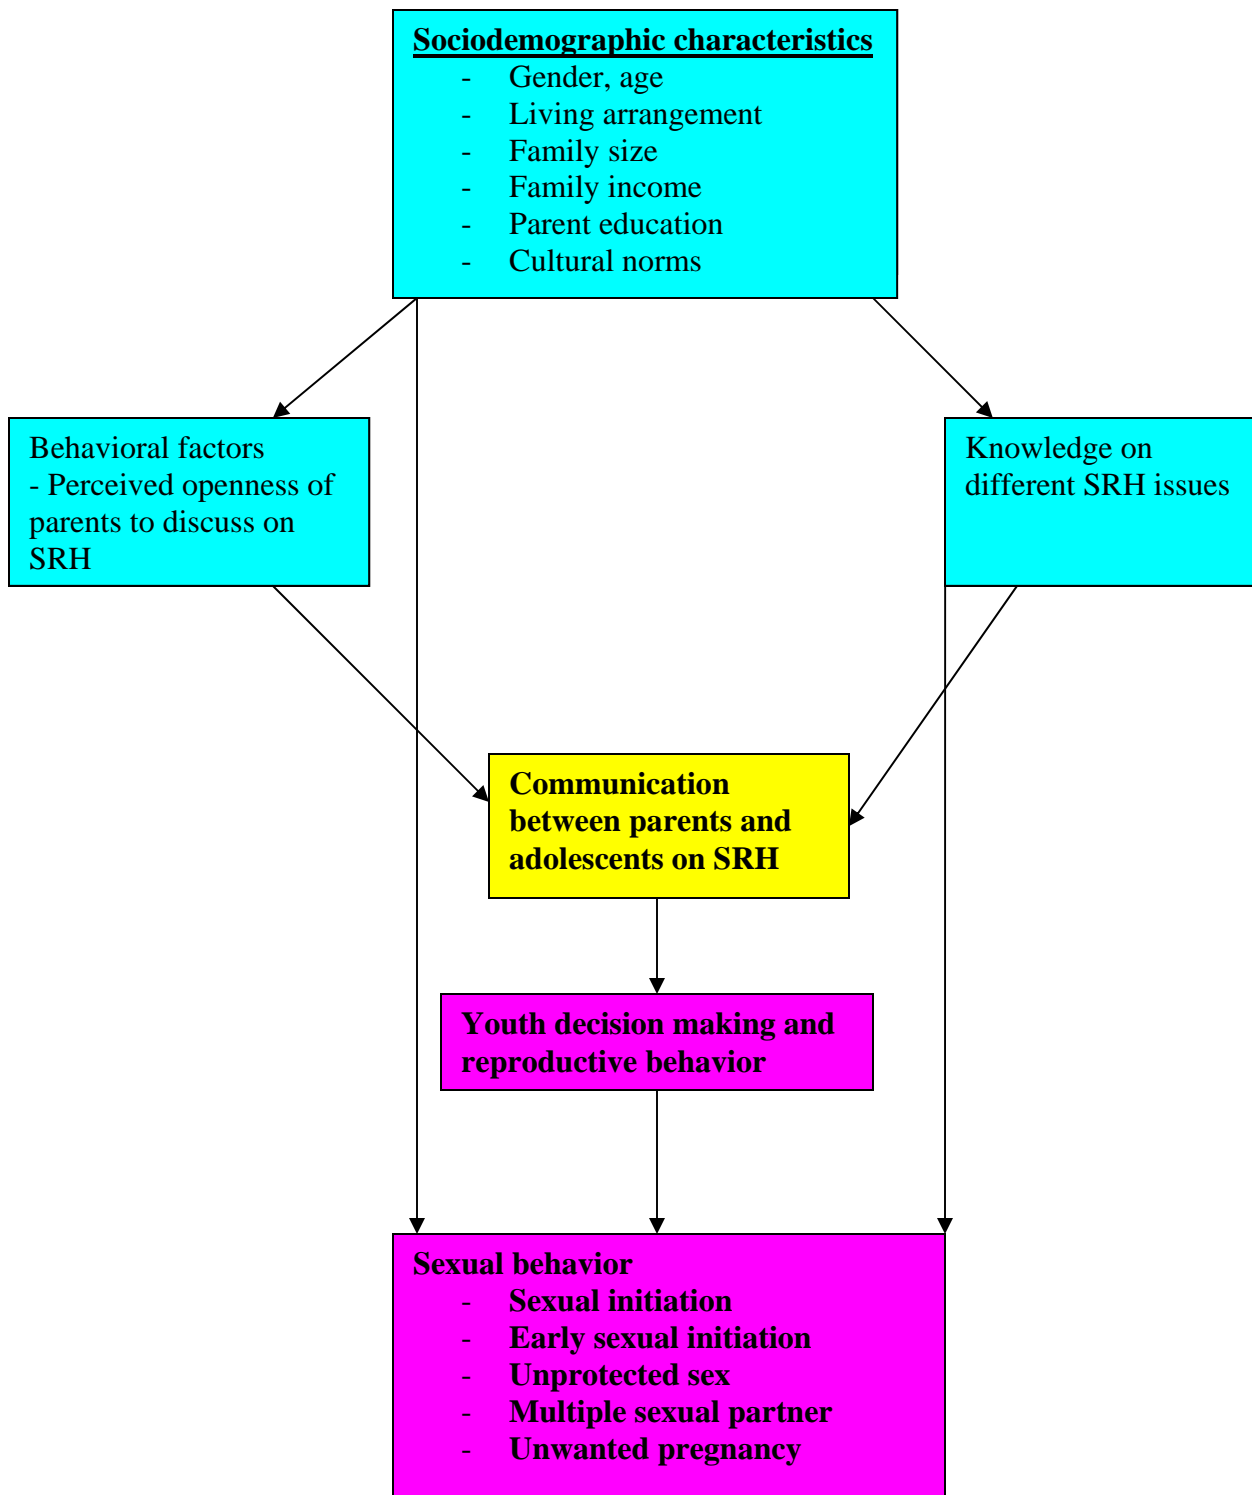 Sociodemographic characteristics
- Gender, age
- Living arrangement
- Family size
- Family income
- Parent education
- Cultural norms
Behavioral factors
- Perceived openness of
parents to discuss on
SRH
Knowledge on
different SRH issues
Communication
between parents and
adolescents on SRH
Youth decision making and
reproductive behavior
Sexual behavior
- Sexual initiation
- Early sexual initiation
- Unprotected sex
- Multiple sexual partner
- Unwanted pregnancy